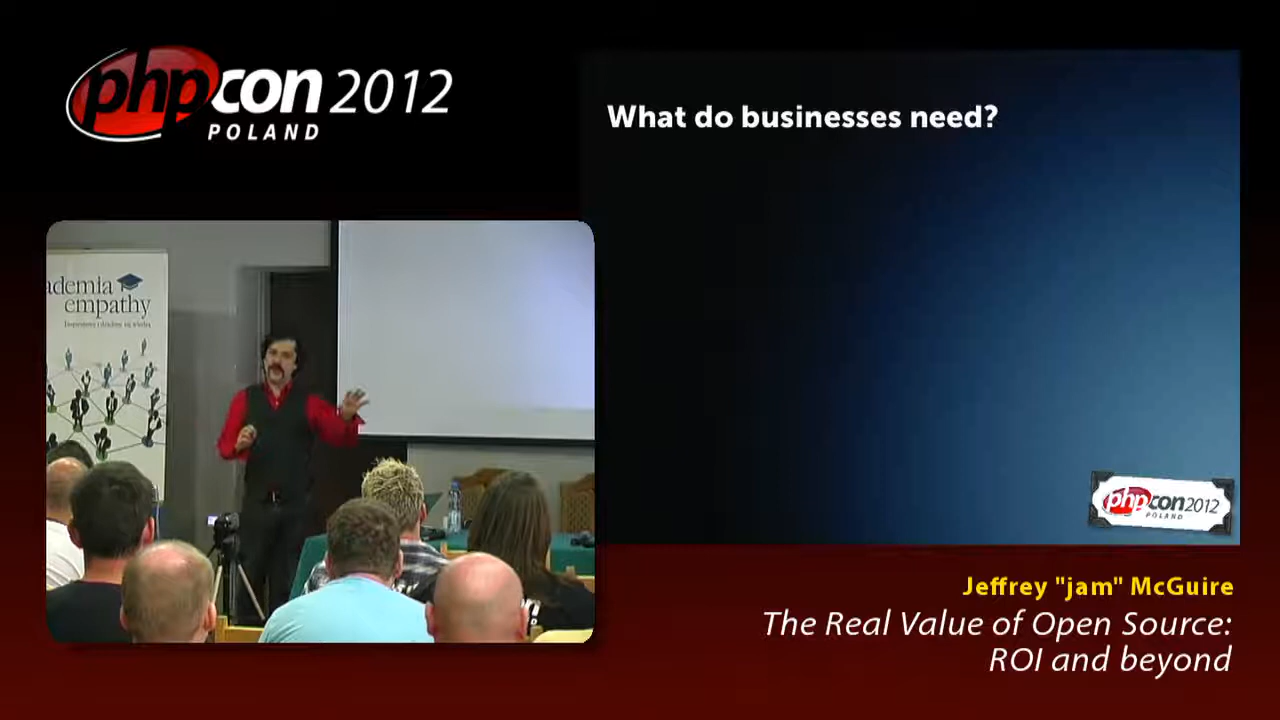 phpcon 2012
POLAND
What do businesses need?
ademia
empathy
phpcon 2012
POLAND
Jeffrey "jam" McGuire
The Real Value of Open Source:
ROI and beyond